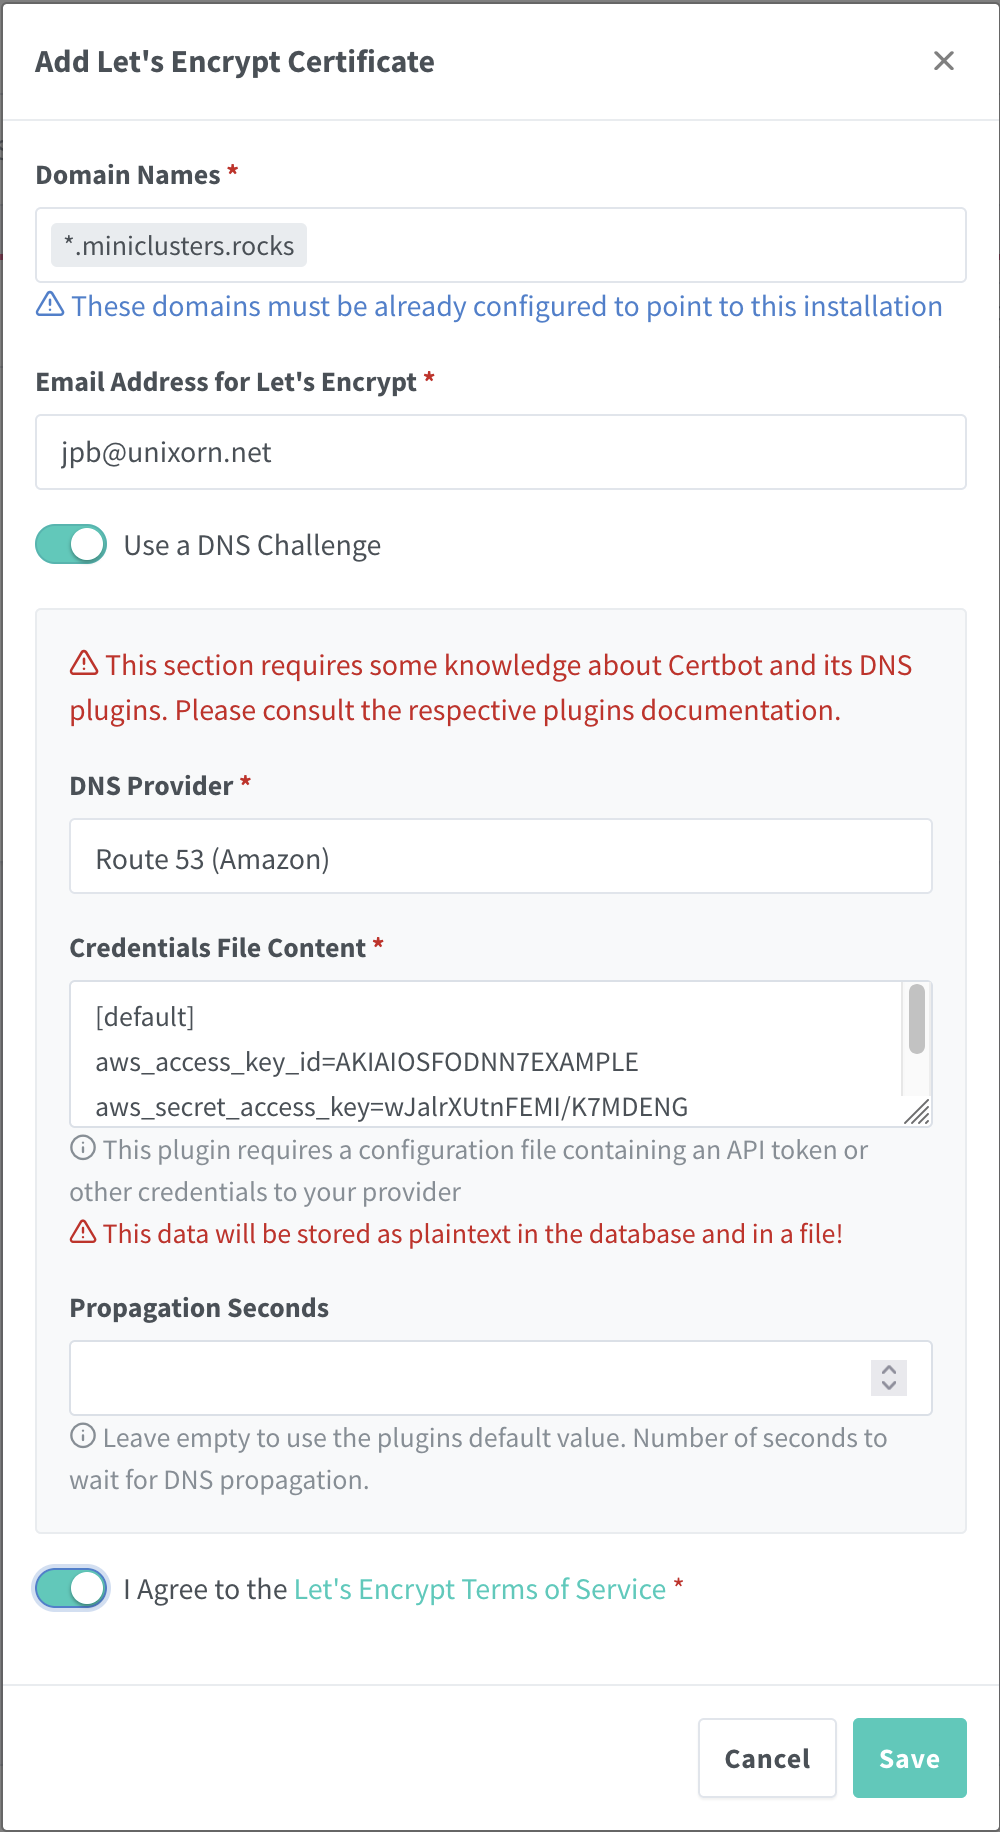 Add Let's Encrypt Certificate
Domain Names *
*.miniclusters.rocks
These domains must be already configured to point to this installation
Email Address for Let's Encrypt *
jpb@unixorn.net
Use a DNS Challenge
This section requires some knowledge about Certbot and its DNS
plugins. Please consult the respective plugins documentation.
DNS Provider *
Route 53 (Amazon)
Credentials File Content *
[default]
aws_access_key_id=AKIAIOSFODNN7EXAMPLE
aws_secret_access_key=wJalrXUtnFEMI/K7MDENG
This plugin requires a configuration file containing an API token or
other credentials to your provider
This data will be stored as plaintext in the database and in a file!
Propagation Seconds
Leave empty to use the plugins default value. Number of seconds to
wait for DNS propagation.
I Agree to the Let's Encrypt Terms of Service *
Cancel
Save